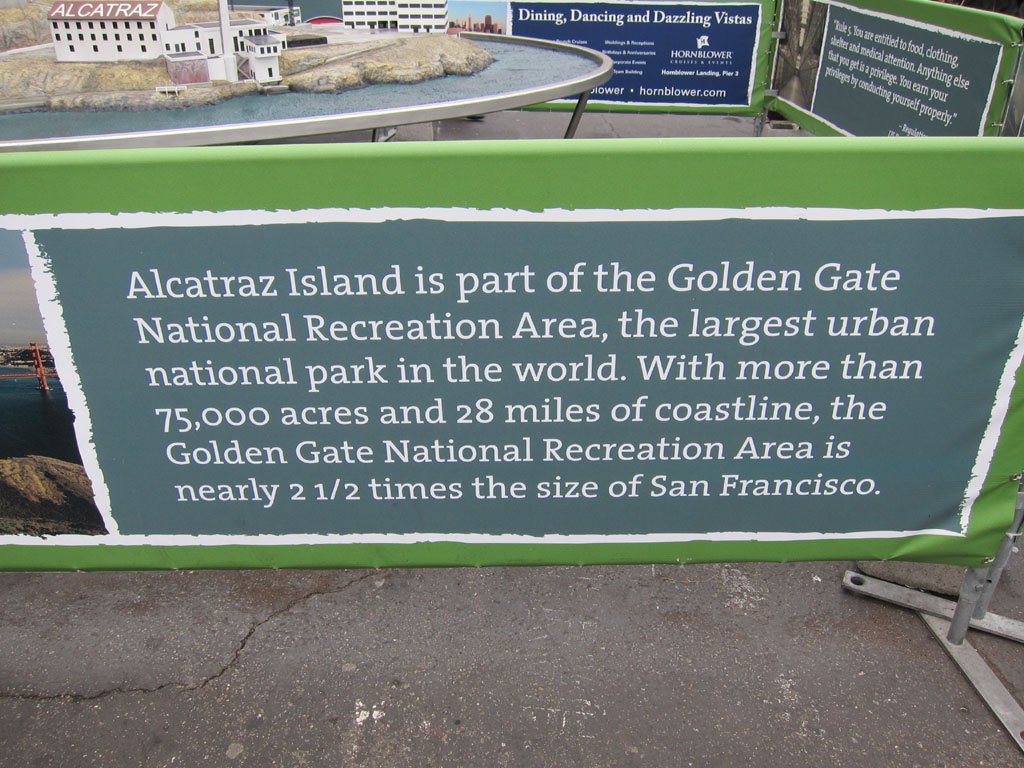 ALCATRAZ
Dining, Dancing and Dazzling Vistas
Weddings & Receptions
HORNBLOWER
CRUISES & EVENTS
Hornblower Landing, Pier 3
blower • hornblower.com
"Rule 5. You are entitled to food, clothing,
shelter and medical attention. Anything else
that you get is a privilege. You earn your
privileges by conducting yourself properly."
Alcatraz Island is part of the Golden Gate
National Recreation Area, the largest urban
national park in the world. With more than
75,000 acres and 28 miles of coastline, the
Golden Gate National Recreation Area is
nearly 2 1/2 times the size of San Francisco.